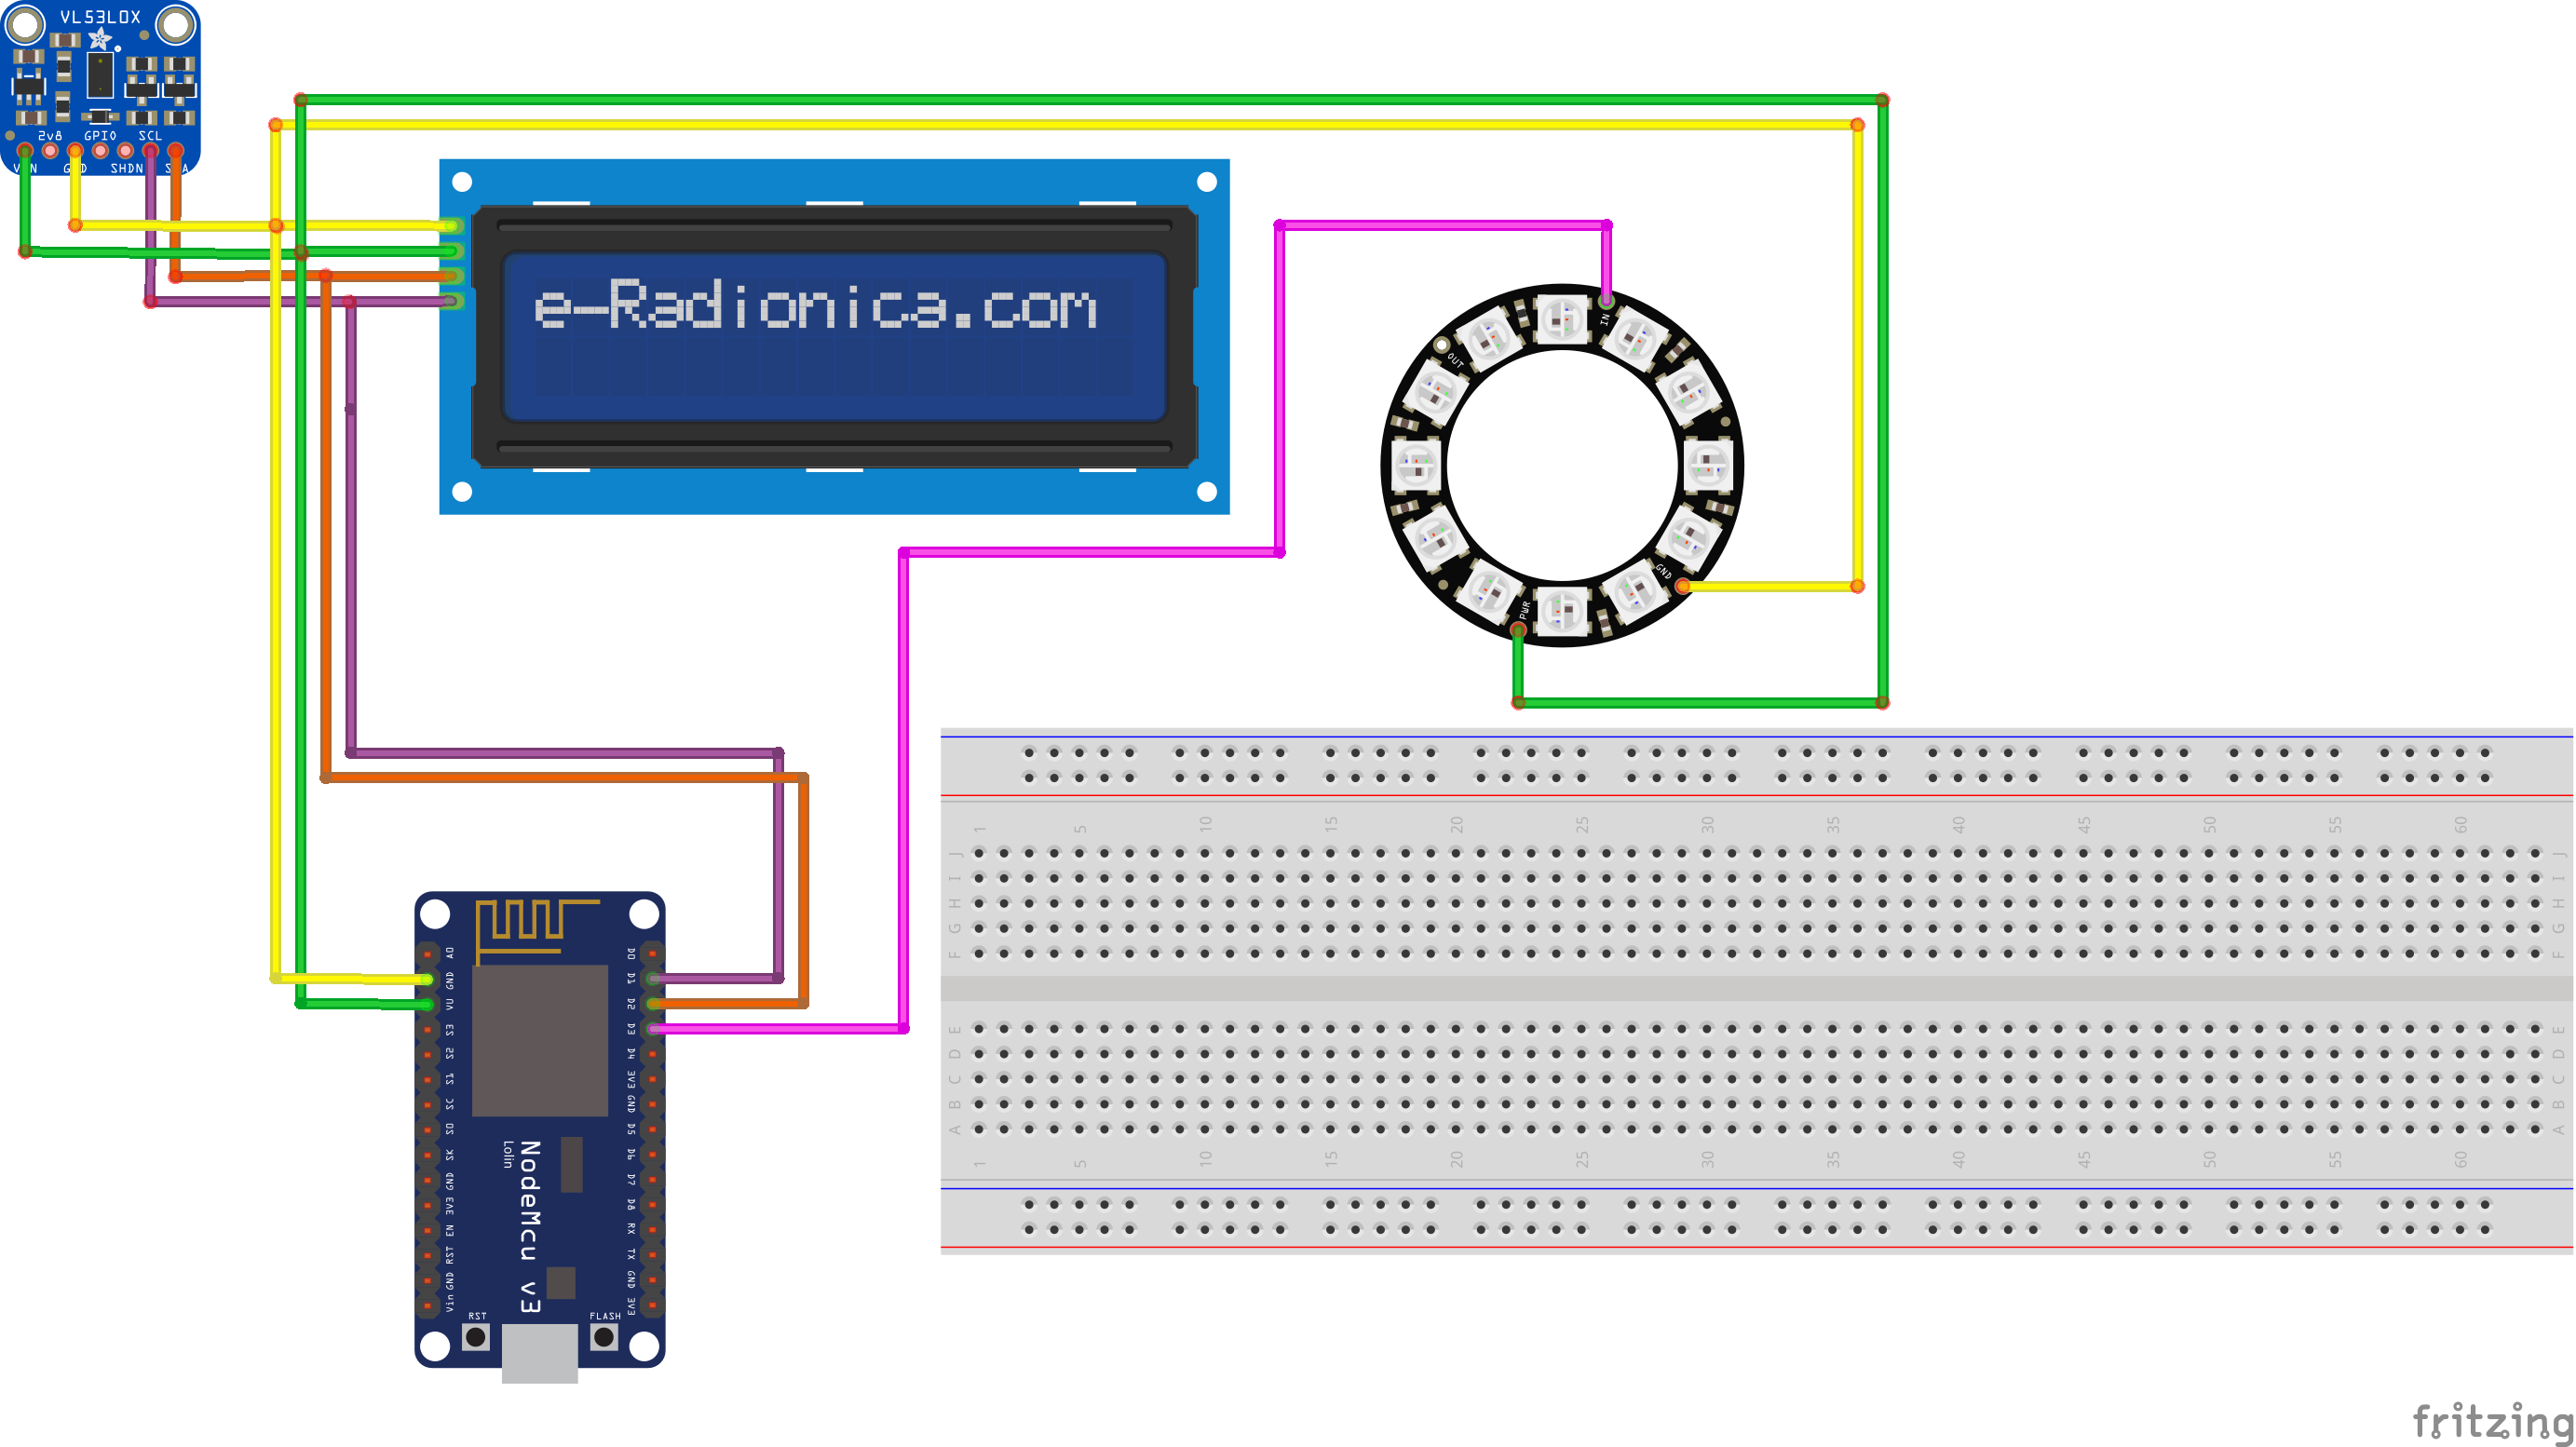 VL53L0X
2v8 GPIO SCL
SHDN
e-Radionica.com
IN
OUT
GND
PWR
1 5 10 15 20 25 30 35 40 45 50 55 60
J J
I I
H H
G G
F F
E E
D D
C C
B B
A A
1 5 10 15 20 25 30 35 40 45 50 55 60
A0 D0
GND D1
VU D2
S3 D3
S2 D4
S1 3V3
SC GND
S0 D5
SK D6
GND D7
3V3 D8
EN RX
RST TX
GND GND
Vin 3V3
NodeMcu v3
Lolin
RST FLASH
fritzing